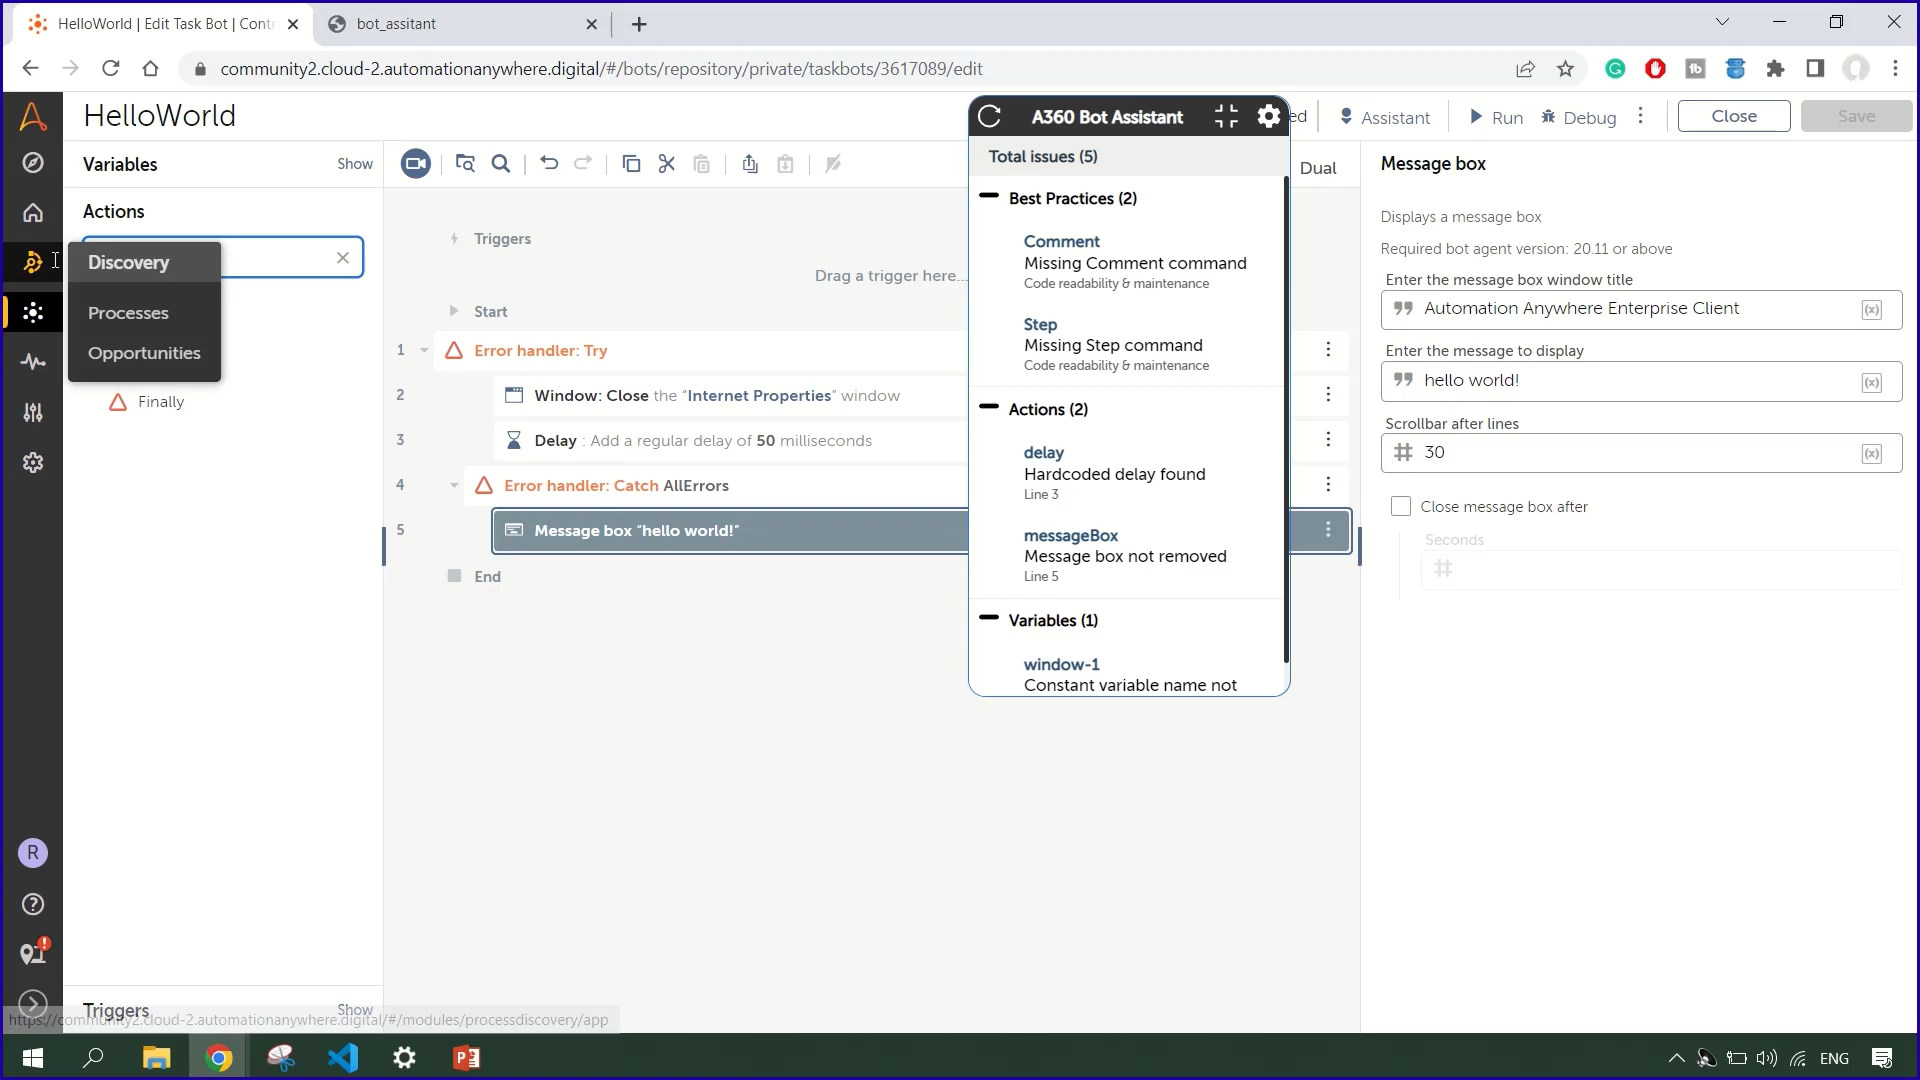 HelloWorld | Edit Task Bot | Contr
bot_assitant
community2.cloud-2.automationanywhere.digital/#/bots/repository/private/taskbots/3617089/edit
HelloWorld
ed
Assistant
Run
Debug
Close
Save
Variables
Show
Actions
Discovery
Processes
Opportunities
Finally
Triggers
Show
https://community2.cloud-2.automationanywhere.digital/#/modules/processdiscovery/app
R
Dual
Triggers
Drag a trigger here...
Start
1
Error handler: Try
2
Window: Close the "Internet Properties" window
3
Delay : Add a regular delay of 50 milliseconds
4
Error handler: Catch AllErrors
5
Message box "hello world!"
End
A360 Bot Assistant
Total issues (5)
Best Practices (2)
Comment
Missing Comment command
Code readability & maintenance
Step
Missing Step command
Code readability & maintenance
Actions (2)
delay
Hardcoded delay found
Line 3
messageBox
Message box not removed
Line 5
Variables (1)
window-1
Constant variable name not
Message box
Displays a message box
Required bot agent version: 20.11 or above
Enter the message box window title
Automation Anywhere Enterprise Client
(x)
Enter the message to display
hello world!
(x)
Scrollbar after lines
30
(x)
Close message box after
Seconds
ENG